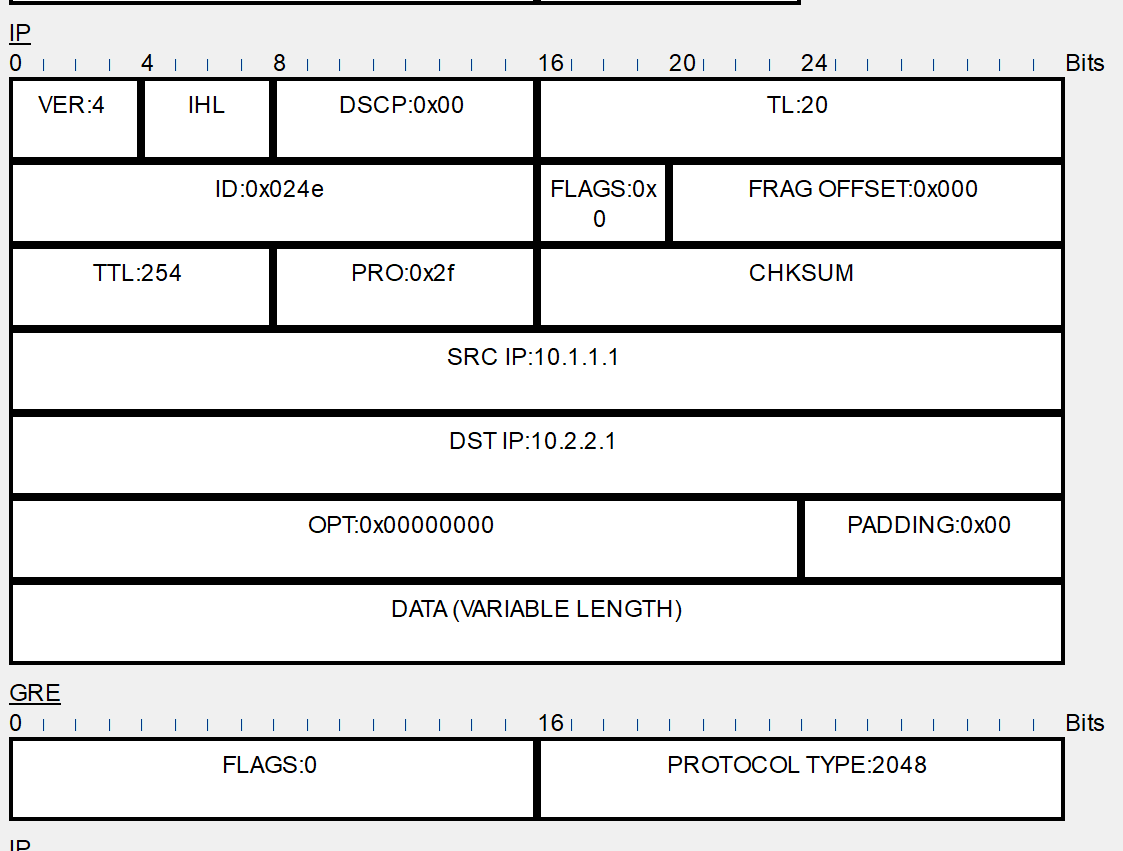 IP
0 4 8 16 20 24 Bits
VER:4 IHL DSCP:0x00 TL:20
ID:0x024e FLAGS:0x
0 FRAG OFFSET:0x000
TTL:254 PRO:0x2f CHKSUM
SRC IP:10.1.1.1
DST IP:10.2.2.1
OPT:0x00000000 PADDING:0x00
DATA (VARIABLE LENGTH)
GRE
0 16 Bits
FLAGS:0 PROTOCOL TYPE:2048
IP